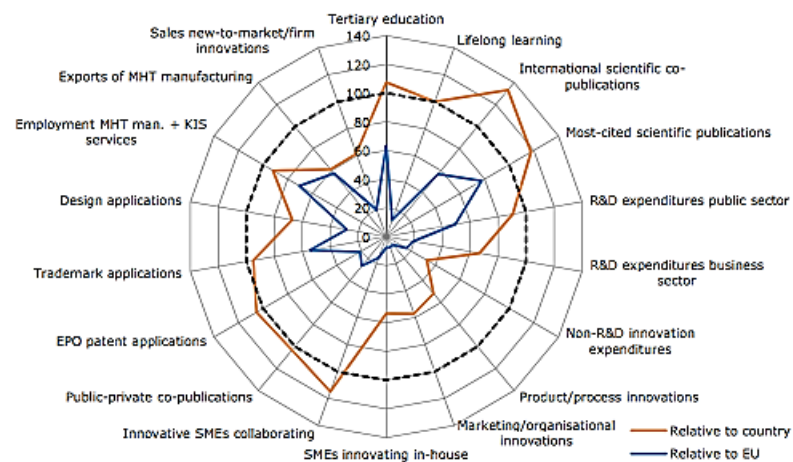 Tertiary education
Sales new-to-market/firm
innovations
Lifelong learning
International scientific co-
publications
Exports of MHT manufacturing
Employment MHT man. + KIS
services
Most-cited scientific publications
Design applications
R&D expenditures public sector
Trademark applications
R&D expenditures business
sector
EPO patent applications
Non-R&D innovation
expenditures
Public-private co-publications
Product/process innovations
Innovative SMEs collaborating
Marketing/organisational
innovations
SMEs innovating in-house
140
120
100
80
60
40
20
0
Relative to country
Relative to EU